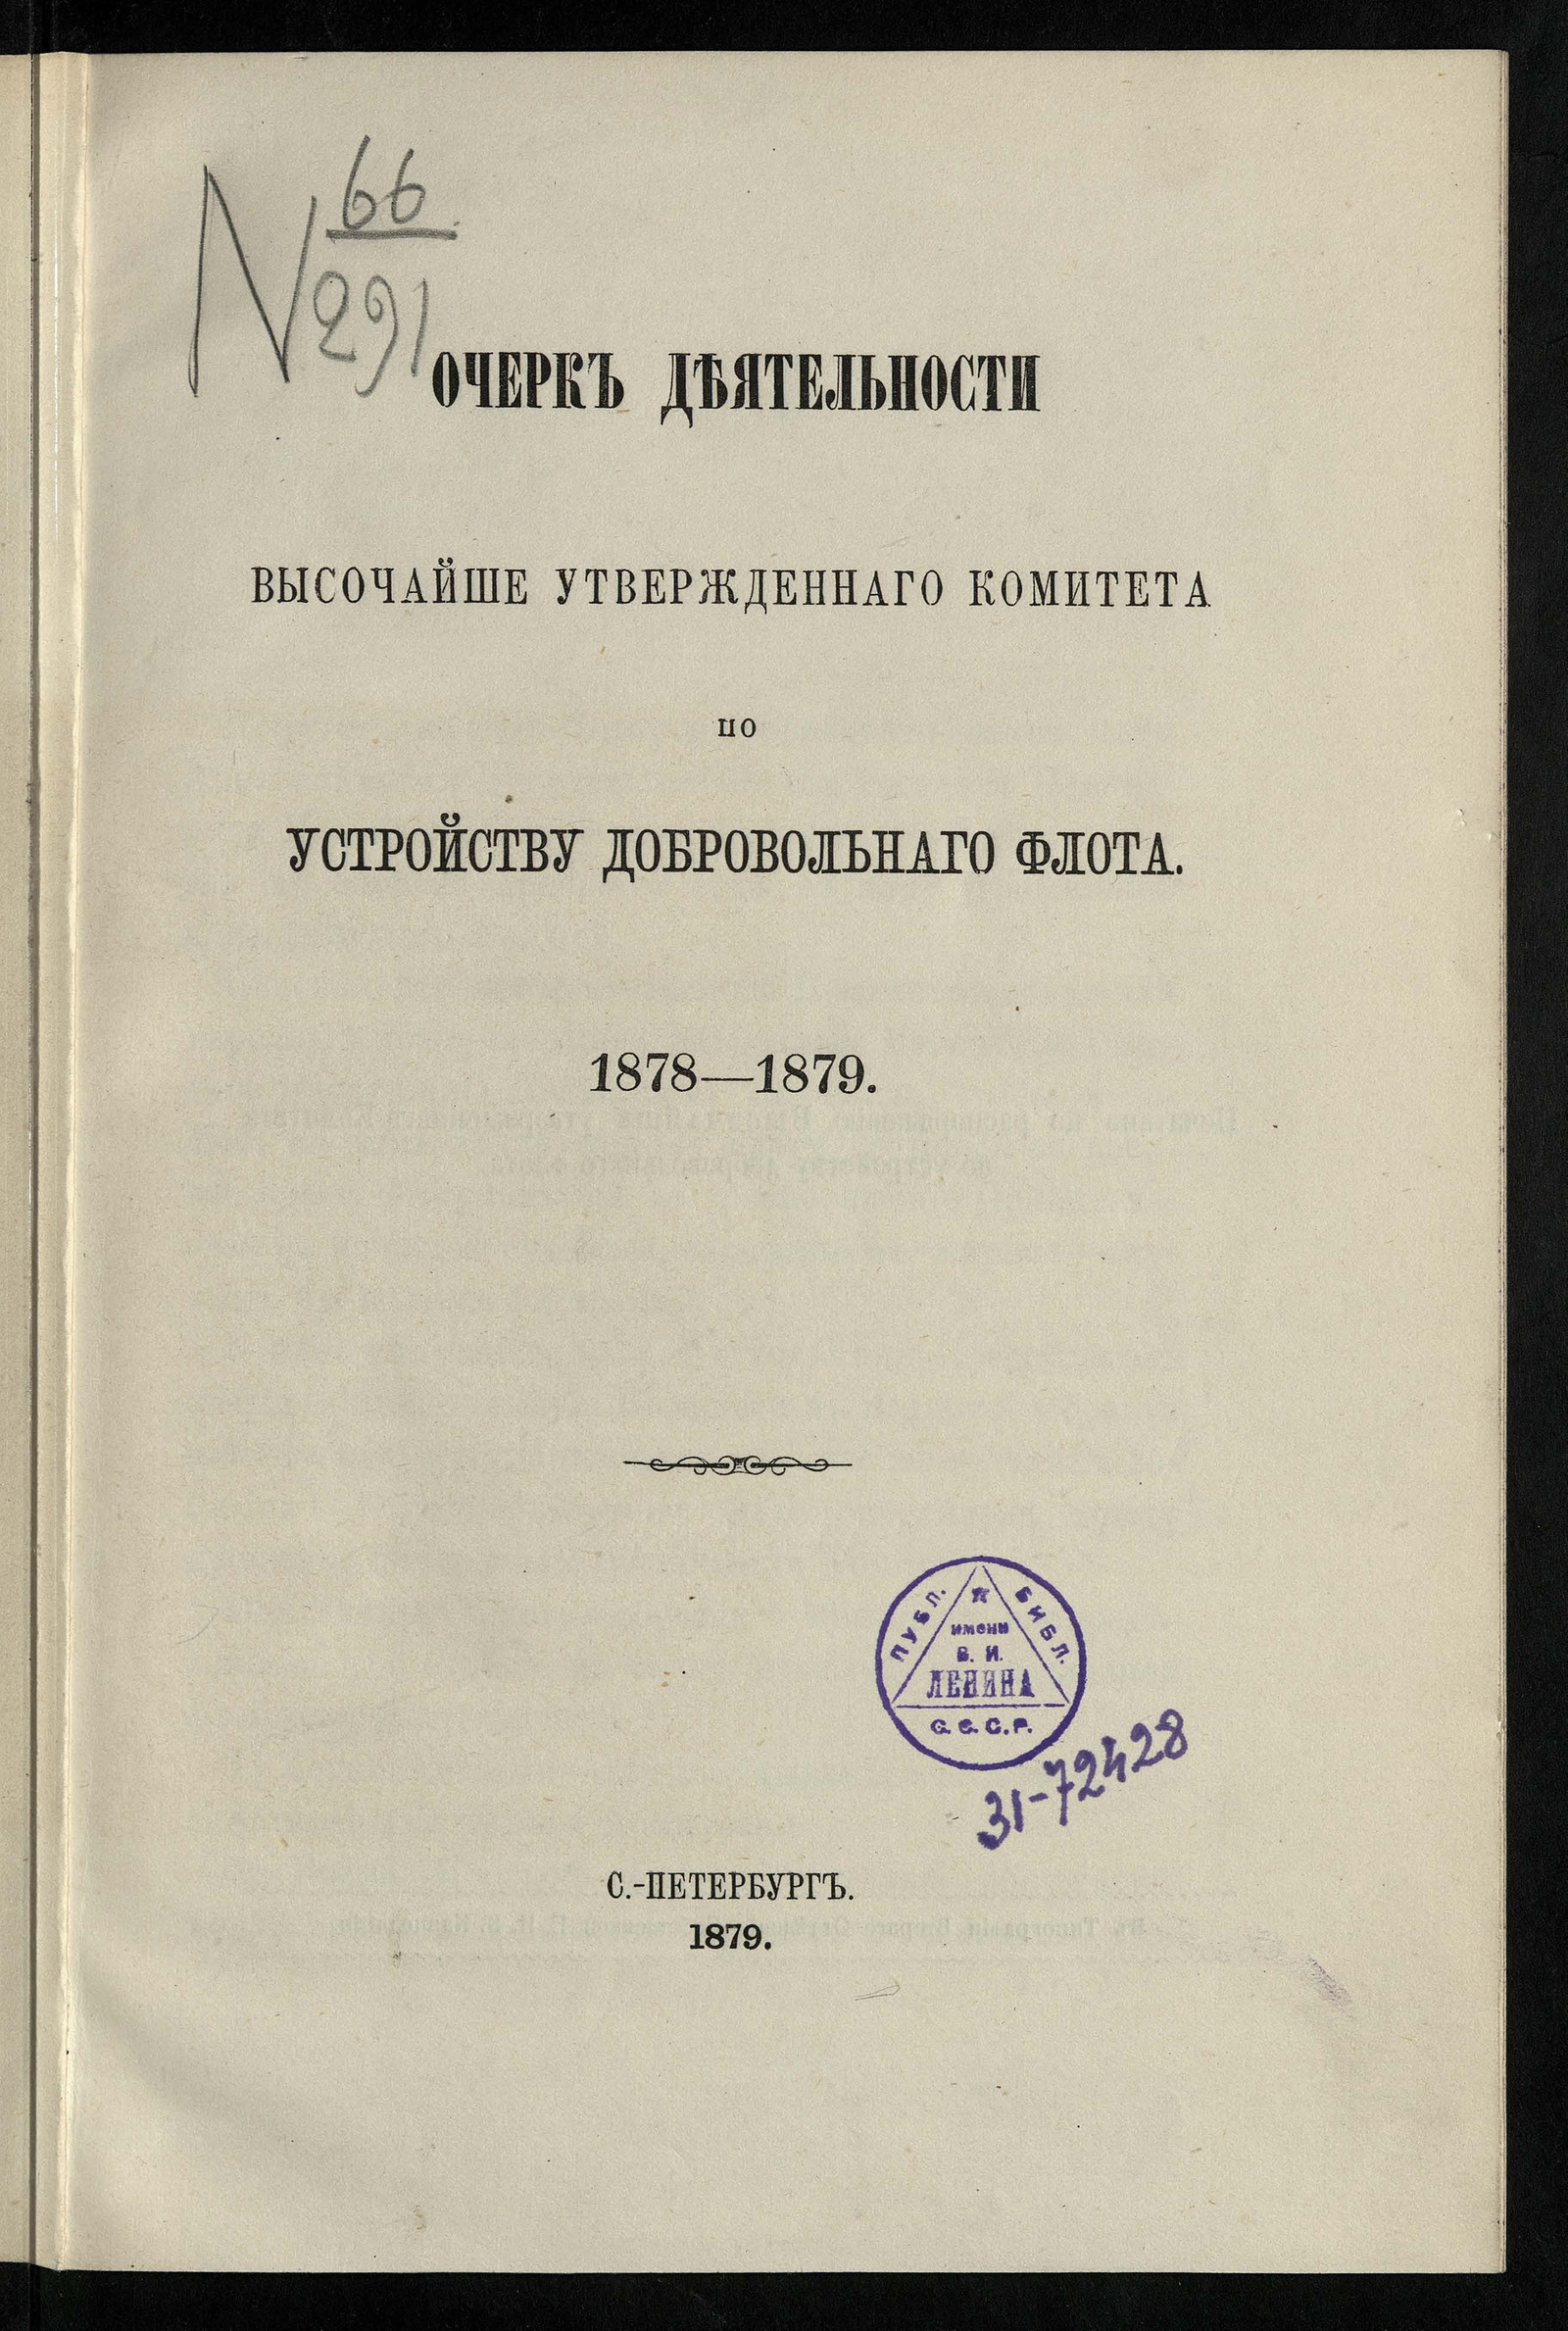 N 66
291
ОЧЕРКЪ ДѢЯТЕЛЬНОСТИ
ВЫСОЧАЙШЕ УТВЕРЖДЕННАГО КОМИТЕТА
ПО
УСТРОЙСТВУ ДОБРОВОЛЬНАГО ФЛОТА.
1878—1879.
ПУБЛ. БИБЛ.
ИМЕНИ
В. И.
ЛЕНИНА
С.С.С.Р.
31-72428
С.-ПЕТЕРБУРГЪ.
1879.